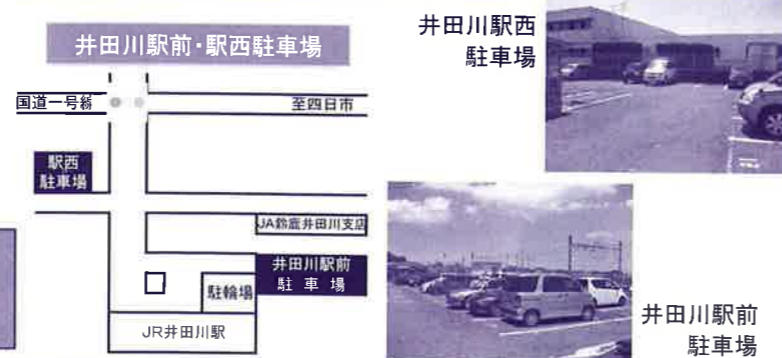 井田川駅前・駅西駐車場
井田川駅西
駐車場
国道一号線
至四日市
駅西
駐車場
JA鈴鹿井田川支店
井田川駅前
駐車場
駐輪場
JR井田川駅
井田川駅前
駐車場